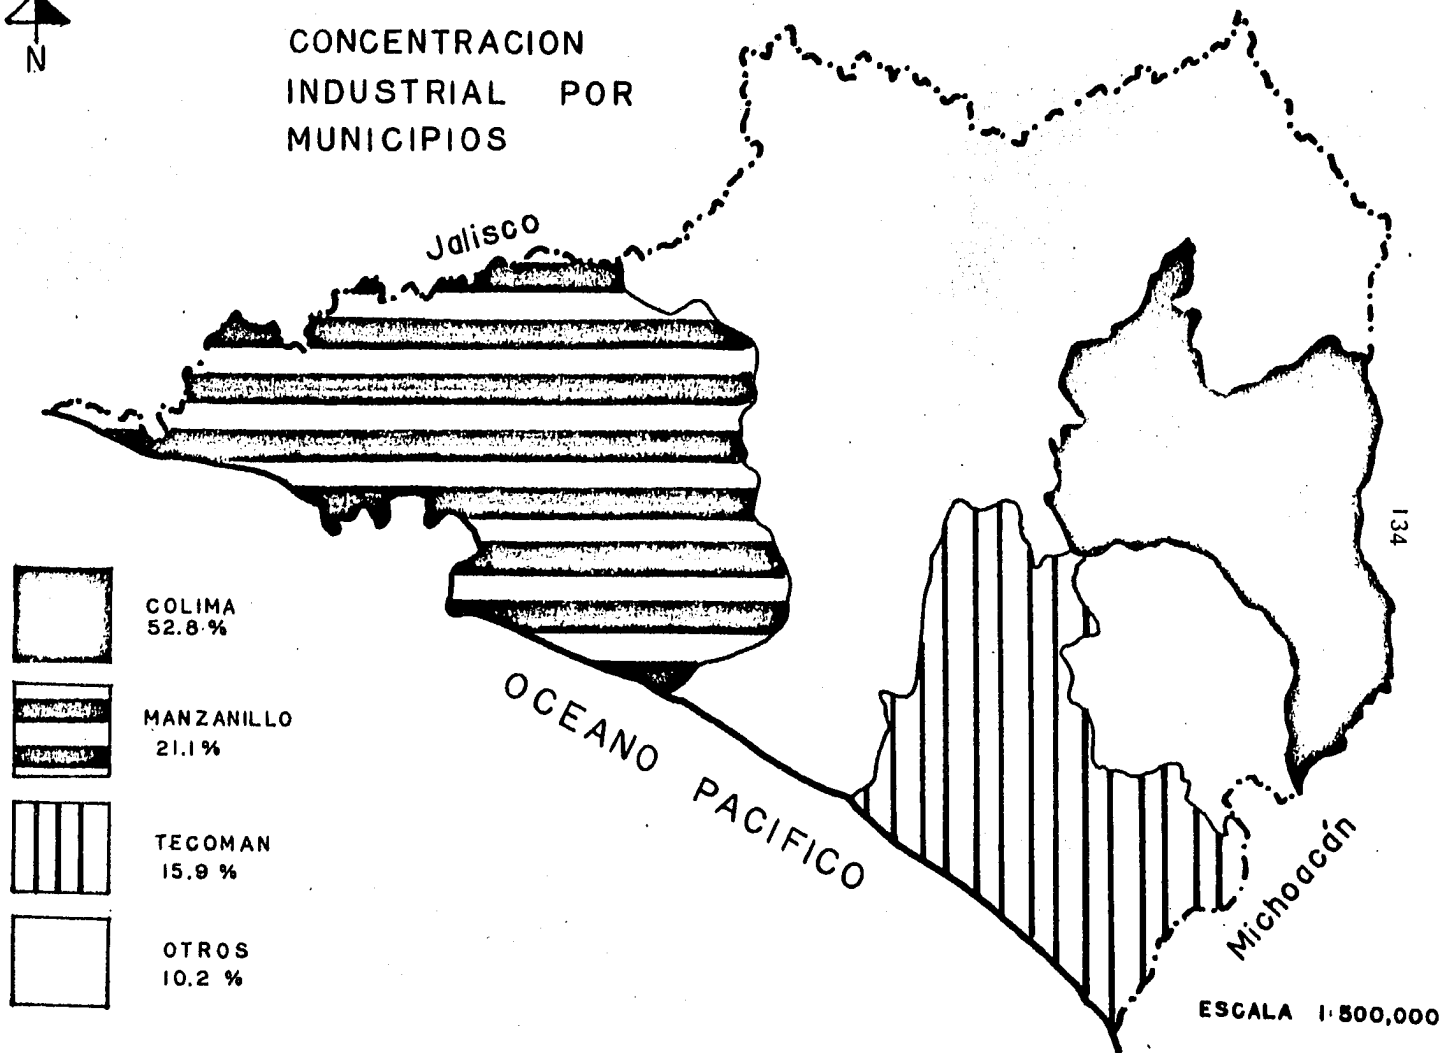 N
CONCENTRACION
INDUSTRIAL POR
MUNICIPIOS
Jalisco
134
COLIMA
52.8 %
MANZANILLO
21.1 %
TECOMAN
15.9 %
OTROS
10.2 %
OCEANO PACIFICO
Michoacán
ESCALA 1:500,000